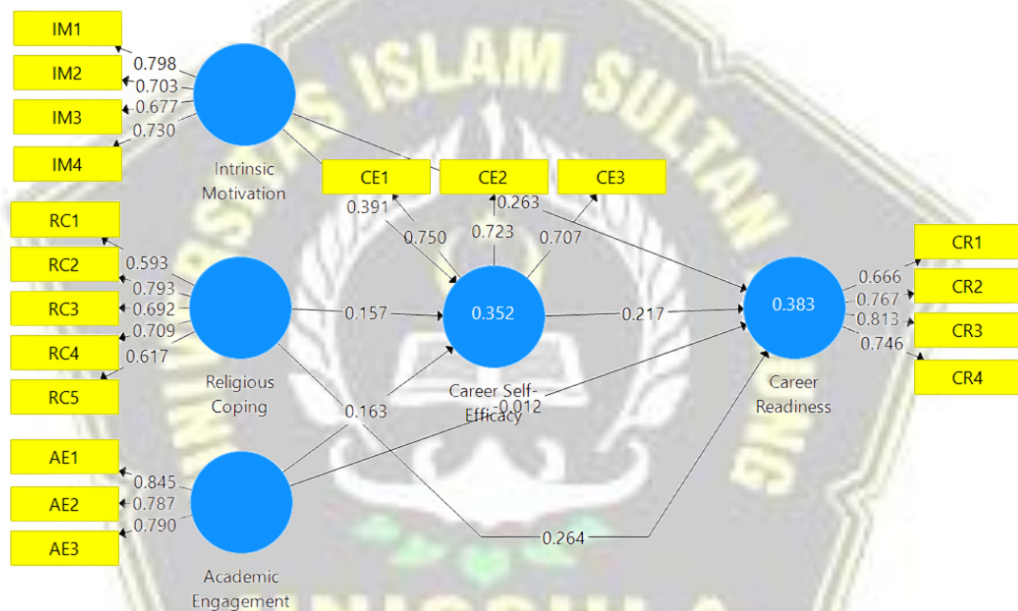 IM1
IM2
IM3
IM4
0.798
0.703
0.677
0.730
Intrinsic
Motivation
RC1
RC2
RC3
RC4
RC5
0.593
0.793
0.692
0.709
0.617
Religious
Coping
AE1
AE2
AE3
0.845
0.787
0.790
Academic
Engagement
CE1
CE2
CE3
0.391
0.263
0.750
0.723
0.707
0.157
0.352
0.217
Career Self-
Efficacy
0.163
-0.012
0.264
0.383
Career
Readiness
0.666
0.767
0.813
0.746
CR1
CR2
CR3
CR4
ISLAM SULTAN
UNISSULA